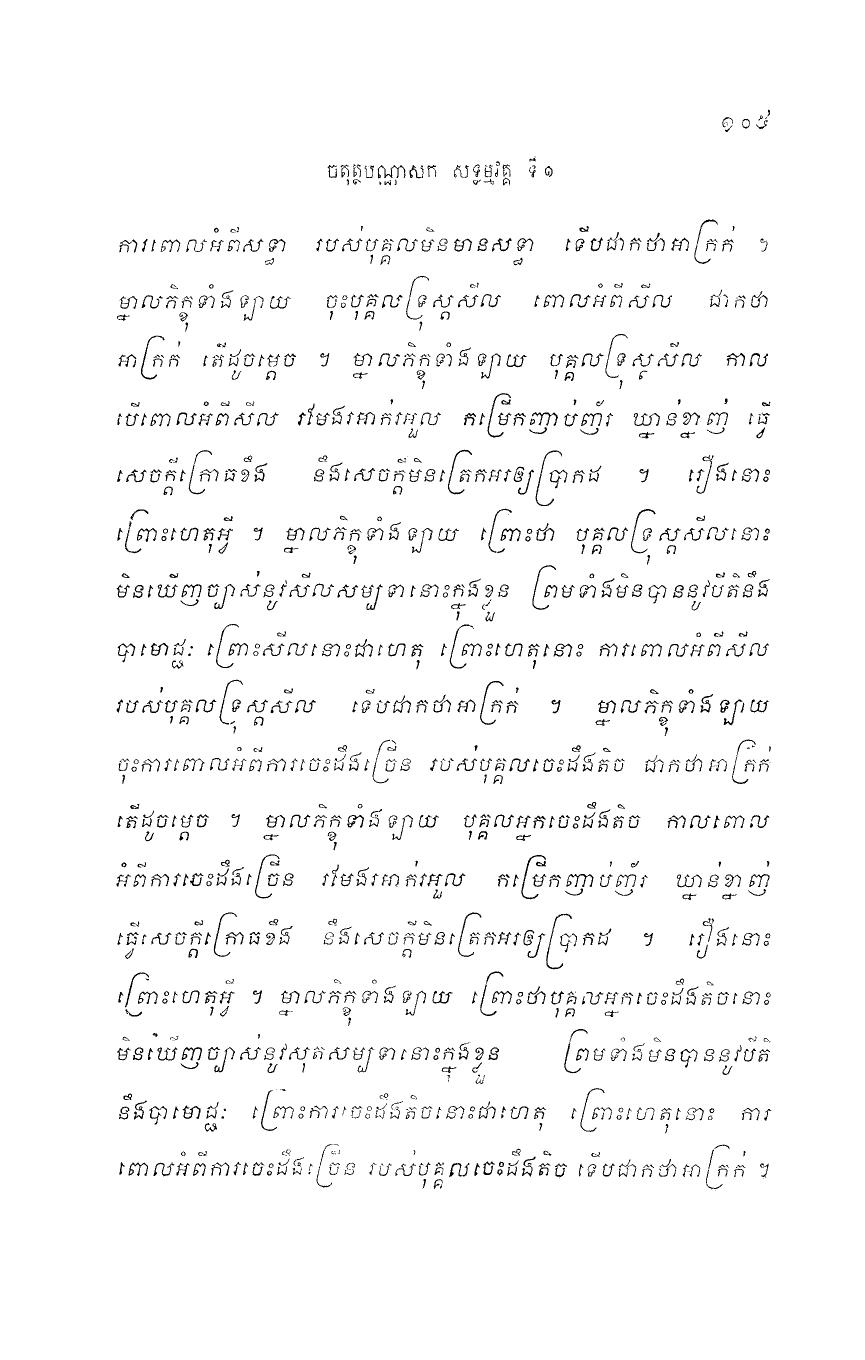 ១០៥
ចតុត្ថបណ្ណាសក សទ្ធម្មវគ្គ ទី ១
ការពោលអំពីសទ្ធា របស់បុគ្គលមិនមានសទ្ធា ទើបជាកថាអាក្រក់ ។
ម្នាលភិក្ខុទាំងឡាយ ចុះបុគ្គលទ្រុស្តសីល ពោលអំពីសីល ជាកថា
អាក្រក់ តើដូចម្តេច ។ ម្នាលភិក្ខុទាំងឡាយ បុគ្គលទ្រុស្តសីល កាល
បើពោលអំពីសីល រមែងរអាក់រអួល កម្រើកញាប់ញ័រ ឃ្នាន់ខ្នាញ់ ធ្វើ
សេចក្តីក្រោធខឹង នឹងសេចក្តីមិនត្រេកអរឲ្យប្រាកដ ។ រឿងនោះ
ព្រោះហេតុអ្វី ។ ម្នាលភិក្ខុទាំងឡាយ ព្រោះថា បុគ្គលទ្រុស្តសីលនោះ
មិនឃើញច្បាស់នូវសីលសម្បទានោះក្នុងខ្លួន ព្រមទាំងមិនបាននូវបីតិនឹង
បាមោជ្ជៈ ព្រោះសីលនោះជាហេតុ ព្រោះហេតុនោះ ការពោលអំពីសីល
របស់បុគ្គលទ្រុស្តសីល ទើបជាកថាអាក្រក់ ។ ម្នាលភិក្ខុទាំងឡាយ
ចុះការពោលអំពីការចេះដឹងច្រើន របស់បុគ្គលចេះដឹងតិច ជាកថាអាក្រក់
តើដូចម្តេច ។ ម្នាលភិក្ខុទាំងឡាយ បុគ្គលអ្នកចេះដឹងតិច កាលពោល
អំពីការចេះដឹងច្រើន រមែងរអាក់រអួល កម្រើកញាប់ញ័រ ឃ្នាន់ខ្នាញ់
ធ្វើសេចក្តីក្រោធខឹង នឹងសេចក្តីមិនត្រេកអរឲ្យប្រាកដ ។ រឿងនោះ
ព្រោះហេតុអ្វី ។ ម្នាលភិក្ខុទាំងឡាយ ព្រោះថាបុគ្គលអ្នកចេះដឹងតិចនោះ
មិនឃើញច្បាស់នូវសុតសម្បទានោះក្នុងខ្លួន ព្រមទាំងមិនបាននូវបីតិ
នឹងបាមោជ្ជៈ ព្រោះការចេះដឹងតិចនោះជាហេតុ ព្រោះហេតុនោះ ការ
ពោលអំពីការចេះដឹងច្រើន របស់បុគ្គលចេះដឹងតិច ទើបជាកថាអាក្រក់ ។